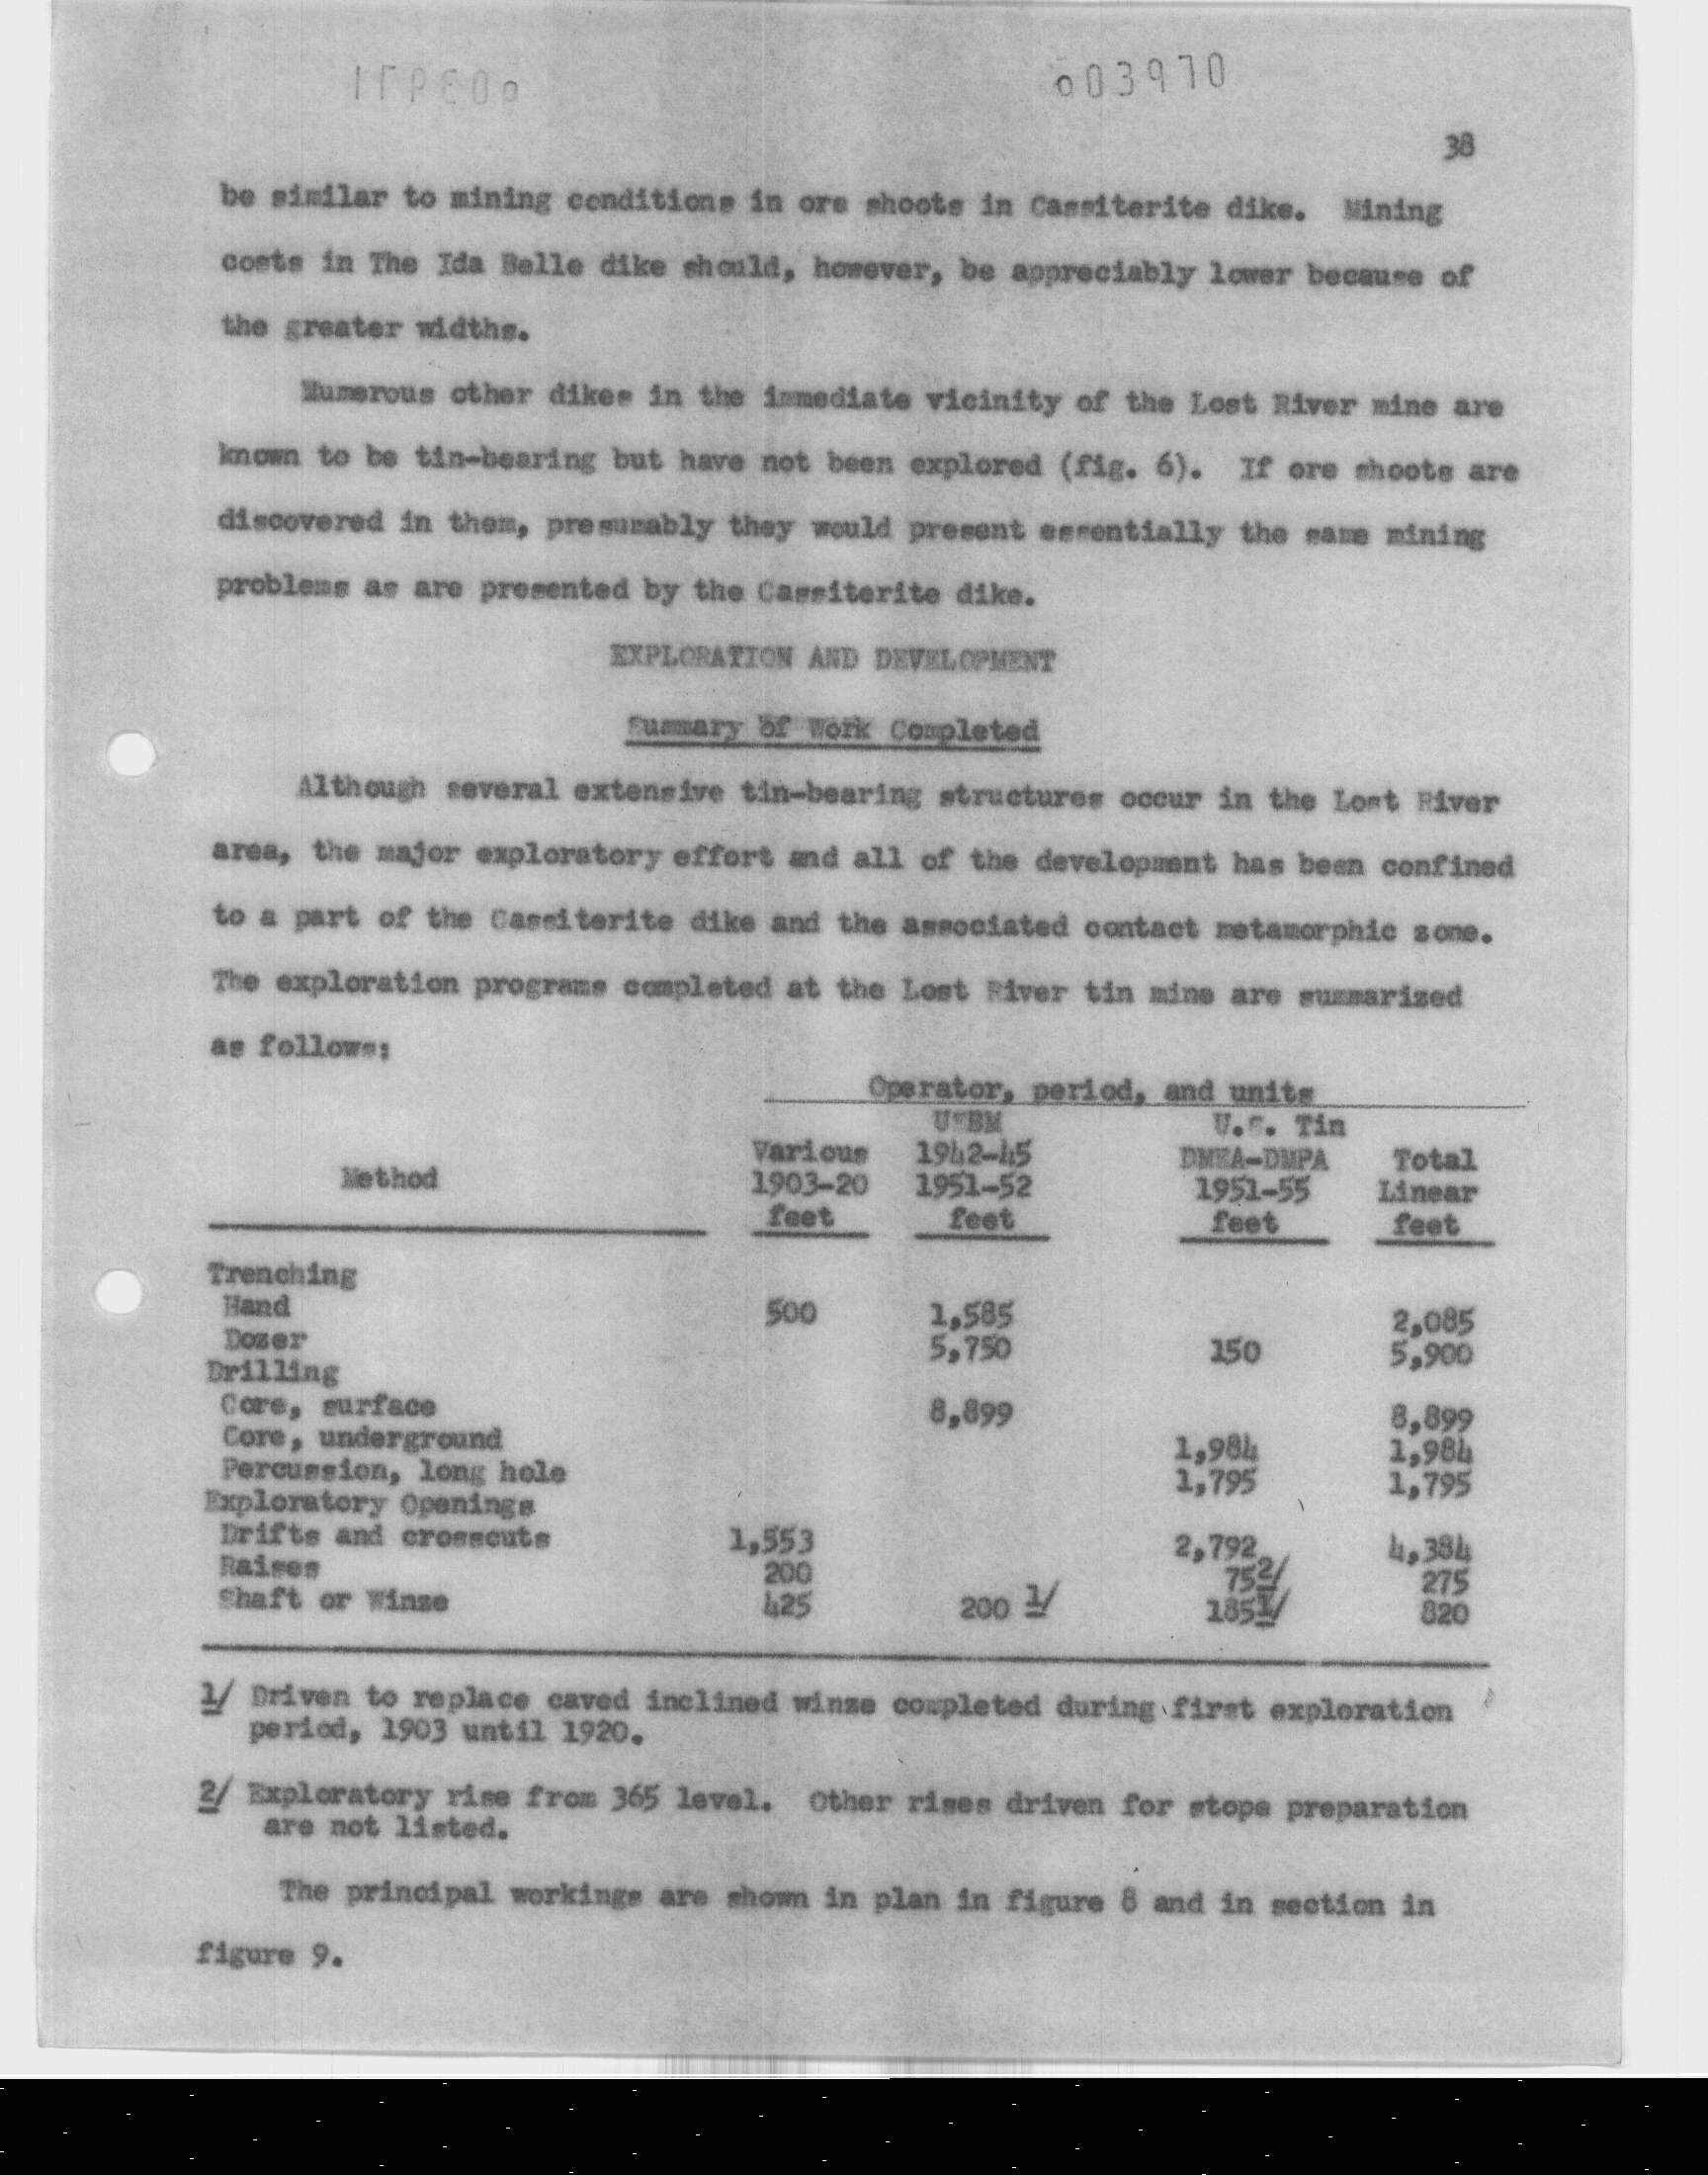 003970
38
be similar to mining conditions in ore shoots in Cassiterite dike. Mining
costs in The Ida Belle dike should, however, be appreciably lower because of
the greater widths.
Numerous other dikes in the immediate vicinity of the Lost River mine are
known to be tin-bearing but have not been explored (fig. 6). If ore shoots are
discovered in them, presumably they would present essentially the same mining
problems as are presented by the Cassiterite dike.
EXPLORATION AND DEVELOPMENT
Summary of Work Completed
Although several extensive tin-bearing structures occur in the Lost River
area, the major exploratory effort and all of the development has been confined
to a part of the Cassiterite dike and the associated contact metamorphic zone.
The exploration programs completed at the Lost River tin mine are summarized
as follows:
Operator, period, and units
USBM U.S. Tin
Various 1942-45 DMEA-DMPA Total
Method 1903-20 1951-52 1951-55 Linear
feet feet feet feet
Trenching
Hand 500 1,585 2,085
Dozer 5,750 150 5,900
Drilling
Core, surface 8,899 8,899
Core, underground 1,984 1,984
Percussion, long hole 1,795 1,795
Exploratory Openings
Drifts and crosscuts 1,553 2,792 4,384
Raises 200 75 2/ 275
Shaft or Winze 425 200 1/ 185 1/ 820
1/ Driven to replace caved inclined winze completed during first exploration
period, 1903 until 1920.
2/ Exploratory rise from 365 level. Other rises driven for stope preparation
are not listed.
The principal workings are shown in plan in figure 8 and in section in
figure 9.